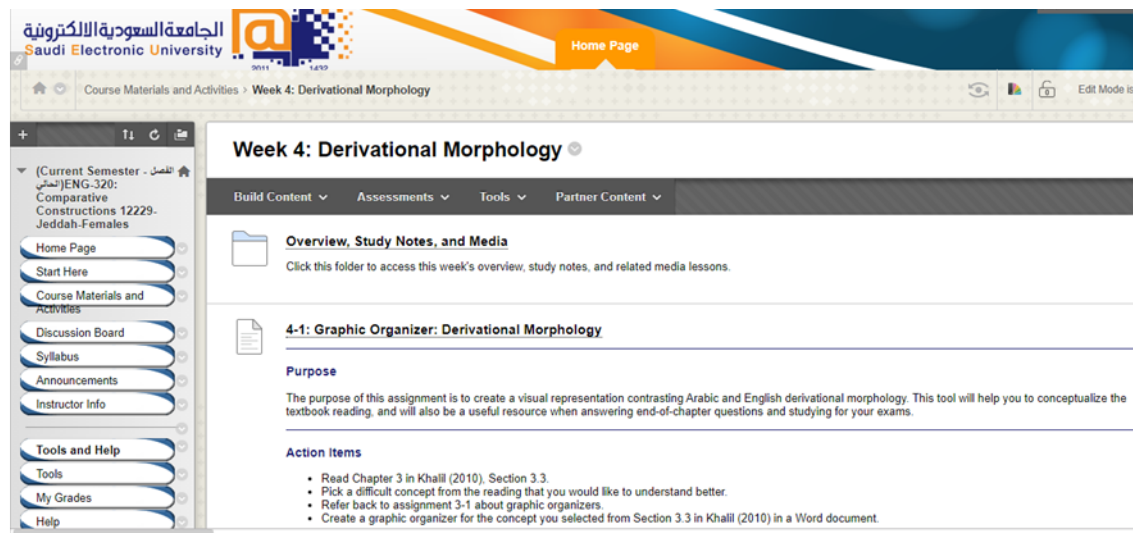 الجامعة السعودية الالكترونية
Saudi Electronic University
2011 1432
Home Page
Course Materials and Activities > Week 4: Derivational Morphology
Edit Mode is
(Current Semester - الفصل
الحالي)ENG-320:
Comparative
Constructions 12229-
Jeddah-Females
Home Page
Start Here
Course Materials and
Activities
Discussion Board
Syllabus
Announcements
Instructor Info
Tools and Help
Tools
My Grades
Help
Week 4: Derivational Morphology
Build Content Assessments Tools Partner Content
Overview, Study Notes, and Media
Click this folder to access this week's overview, study notes, and related media lessons.
4-1: Graphic Organizer: Derivational Morphology
Purpose
The purpose of this assignment is to create a visual representation contrasting Arabic and English derivational morphology. This tool will help you to conceptualize the
textbook reading, and will also be a useful resource when answering end-of-chapter questions and studying for your exams.
Action Items
• Read Chapter 3 in Khalil (2010), Section 3.3.
• Pick a difficult concept from the reading that you would like to understand better.
• Refer back to assignment 3-1 about graphic organizers.
• Create a graphic organizer for the concept you selected from Section 3.3 in Khalil (2010) in a Word document.